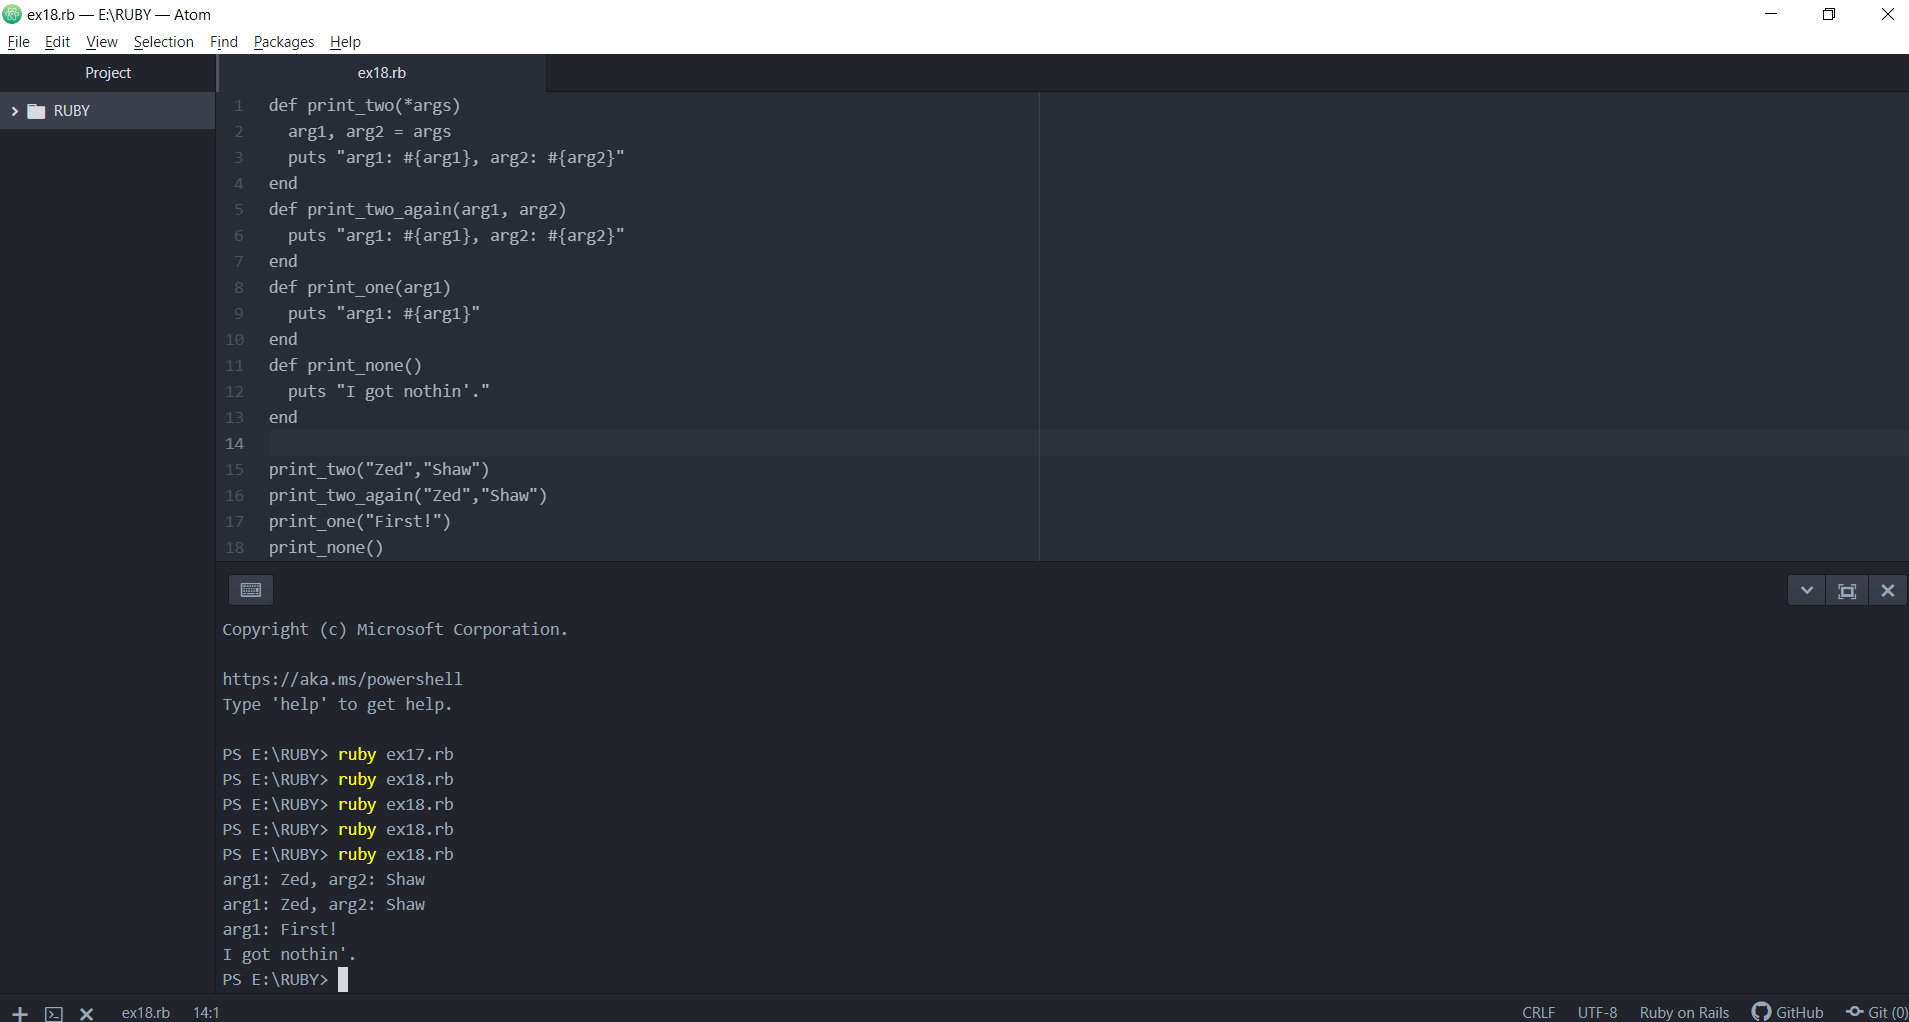 ex18.rb — E:\RUBY — Atom
File Edit View Selection Find Packages Help
Project
ex18.rb
RUBY
1 def print_two(*args)
2   arg1, arg2 = args
3   puts "arg1: #{arg1}, arg2: #{arg2}"
4 end
5 def print_two_again(arg1, arg2)
6   puts "arg1: #{arg1}, arg2: #{arg2}"
7 end
8 def print_one(arg1)
9   puts "arg1: #{arg1}"
10 end
11 def print_none()
12   puts "I got nothin'."
13 end
14
15 print_two("Zed","Shaw")
16 print_two_again("Zed","Shaw")
17 print_one("First!")
18 print_none()
Copyright (c) Microsoft Corporation.
https://aka.ms/powershell
Type 'help' to get help.
PS E:\RUBY> ruby ex17.rb
PS E:\RUBY> ruby ex18.rb
PS E:\RUBY> ruby ex18.rb
PS E:\RUBY> ruby ex18.rb
PS E:\RUBY> ruby ex18.rb
arg1: Zed, arg2: Shaw
arg1: Zed, arg2: Shaw
arg1: First!
I got nothin'.
PS E:\RUBY>
ex18.rb 14:1 CRLF UTF-8 Ruby on Rails GitHub Git (0)